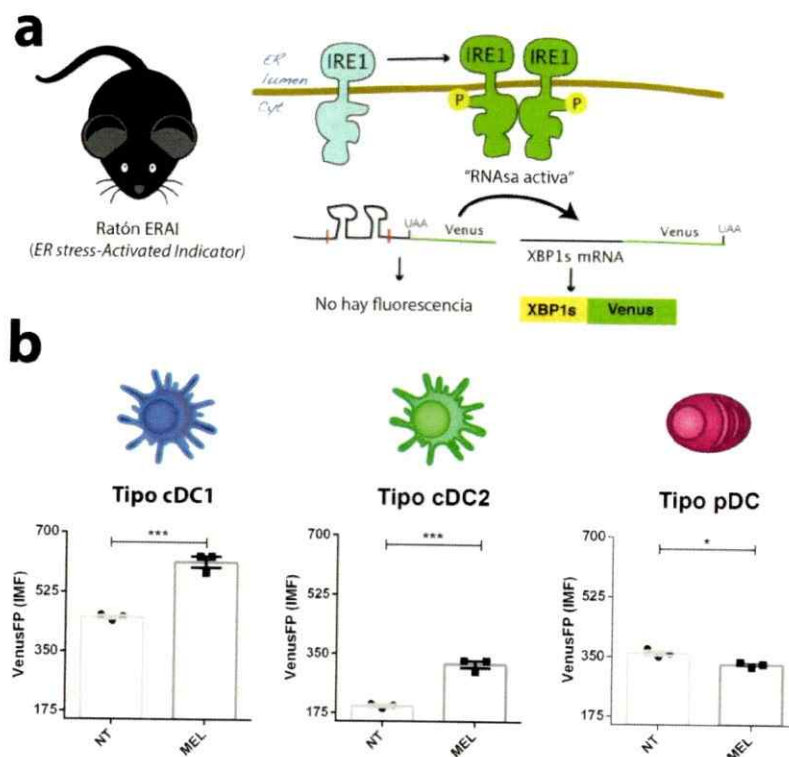 a
ER
lumen
Cyt
IRE1
IRE1
IRE1
P
P
"RNAsa activa"
Ratón ERAI
(ER stress-Activated Indicator)
UAA
Venus
Venus
UAA
XBP1s mRNA
No hay fluorescencia
XBP1s
Venus
b
Tipo cDC1
Tipo cDC2
Tipo pDC
VenusFP (IMF)
700
525
350
175
***
NT
MEL
VenusFP (IMF)
700
525
350
175
***
NT
MEL
VenusFP (IMF)
700
525
350
175
*
NT
MEL